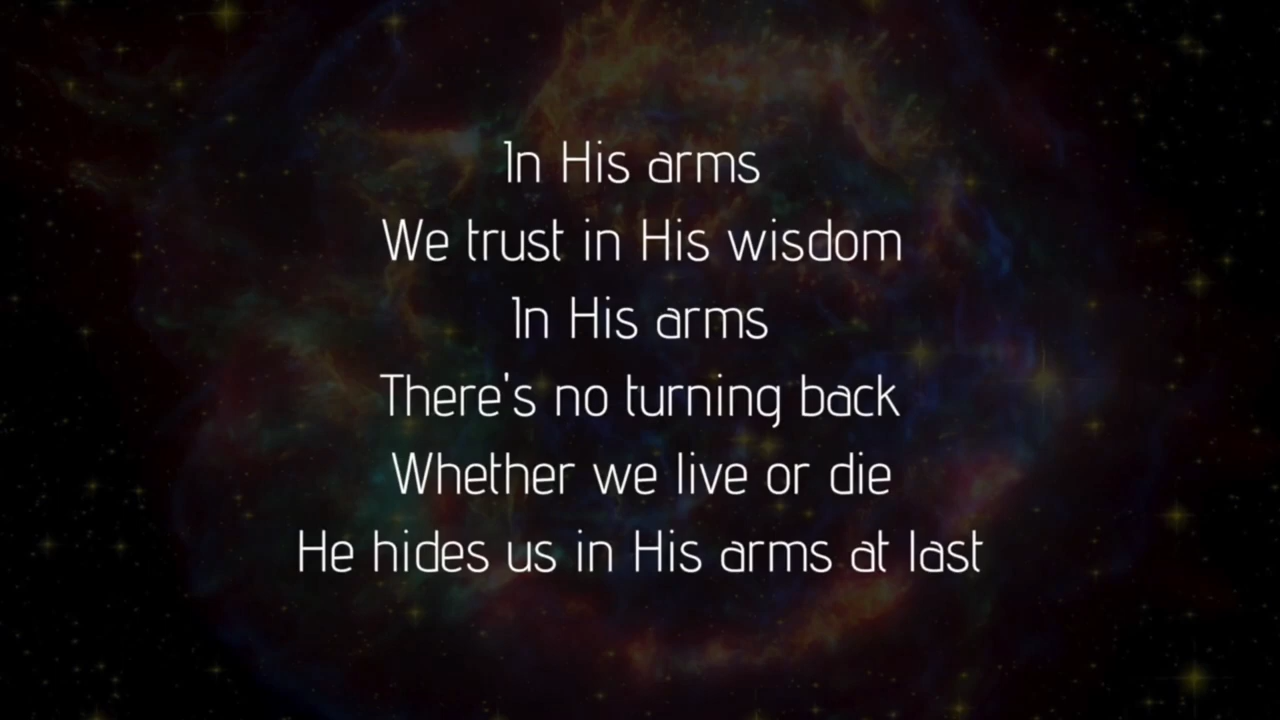 In His arms
We trust in His wisdom
In His arms
There's no turning back
Whether we live or die
He hides us in His arms at last